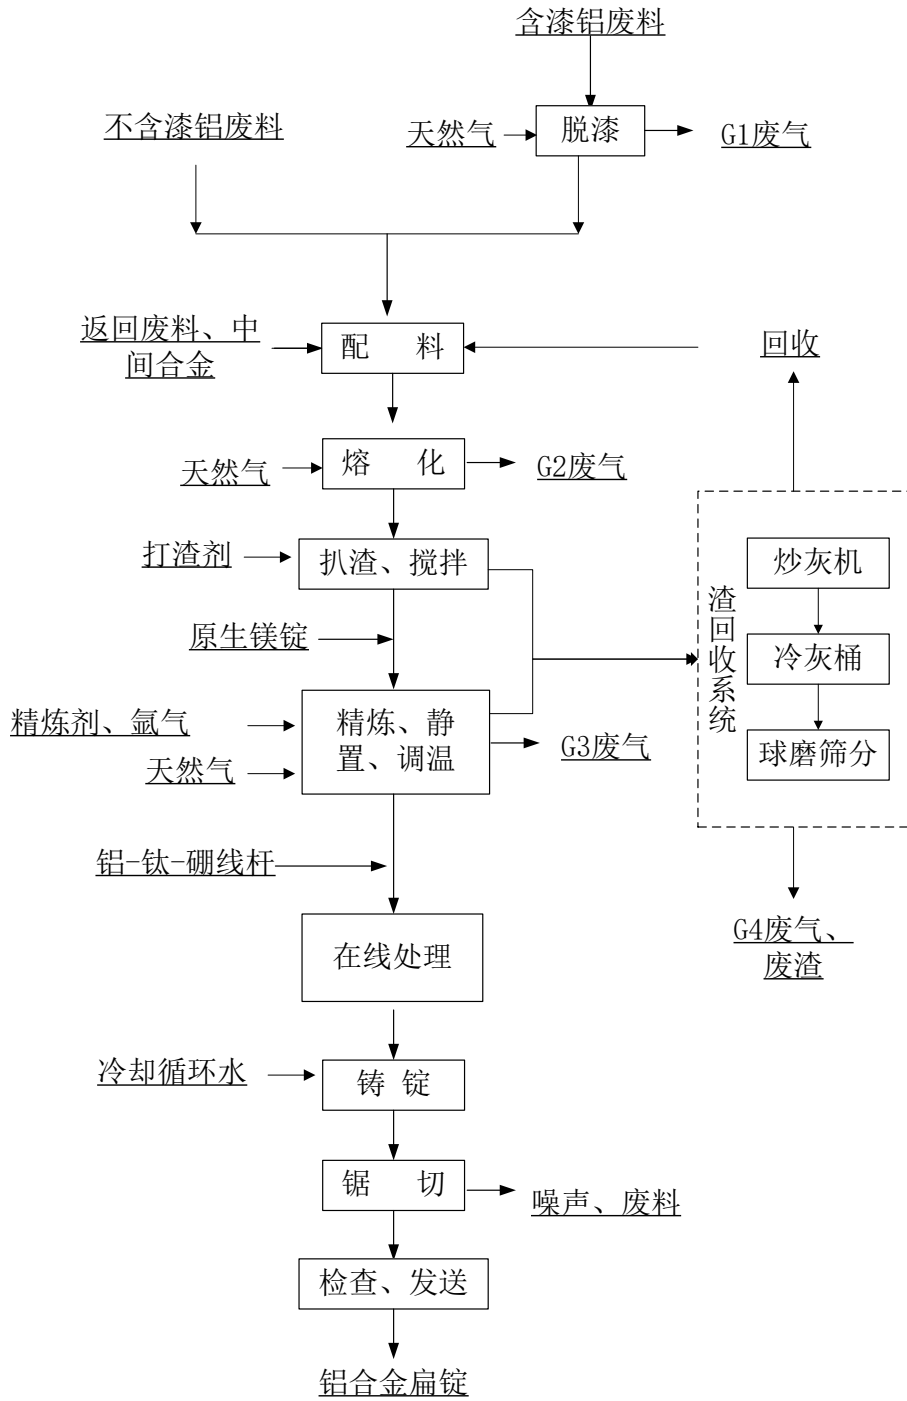 含漆铝废料
不含漆铝废料
天然气
脱漆
G1废气
返回废料、中
间合金
配 料
回收
天然气
熔 化
G2废气
打渣剂
扒渣、搅拌
原生镁锭
精炼剂、氩气
天然气
精炼、静
置、调温
G3废气
渣回收系统
炒灰机
冷灰桶
球磨筛分
铝-钛-硼线杆
在线处理
G4废气、
废渣
冷却循环水
铸 锭
锯 切
噪声、废料
检查、发送
铝合金扁锭